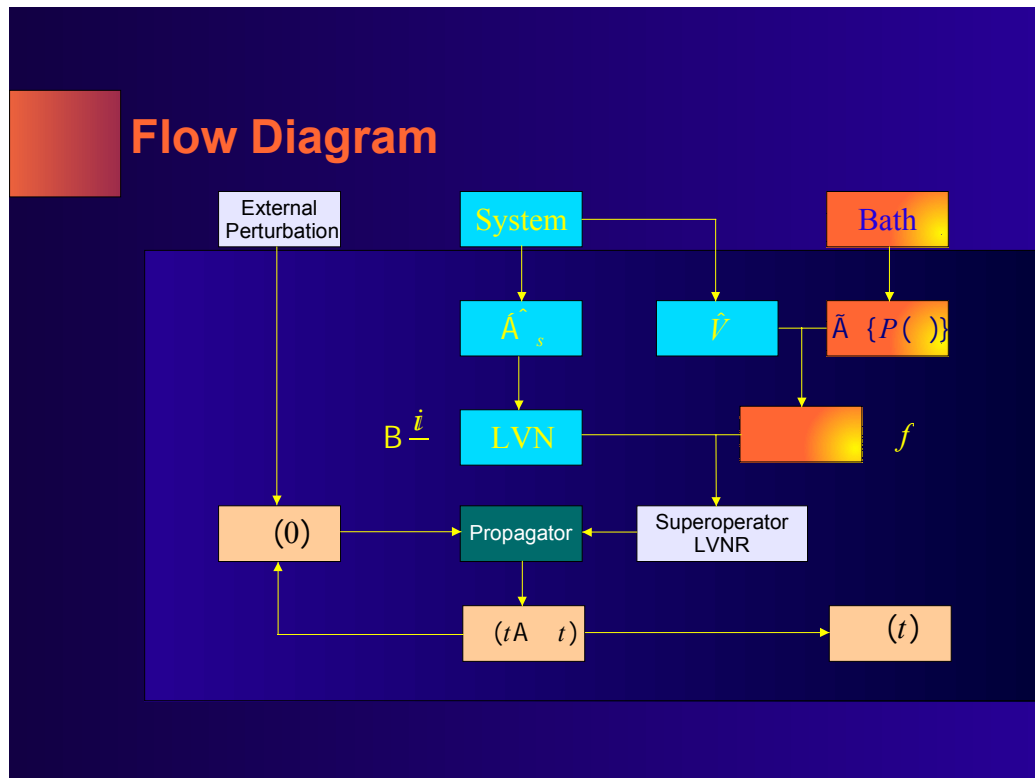 Flow Diagram
External
Perturbation
System
Bath
Á ˆ s
V̂
Ã {P( )}
B i
LVN
f
(0)
Propagator
Superoperator
LVNR
(tA t)
(t)